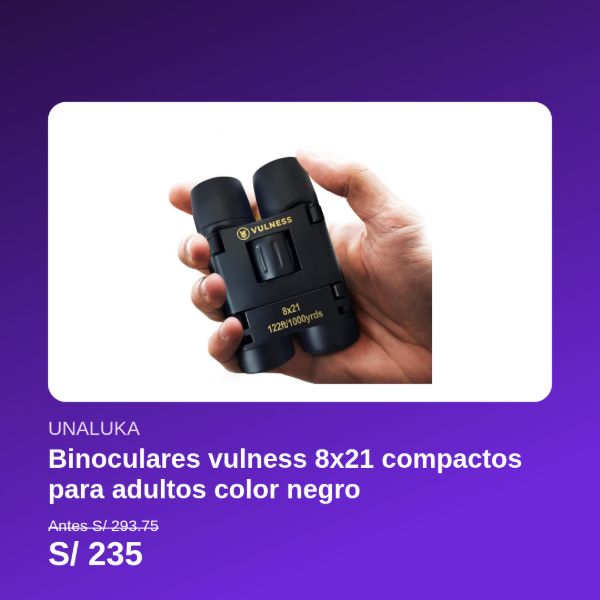 VULNESS
8x21
122ft/1000yrds
UNALUKA
Binoculares vulness 8x21 compactos
para adultos color negro
Antes S/ 293.75
S/ 235